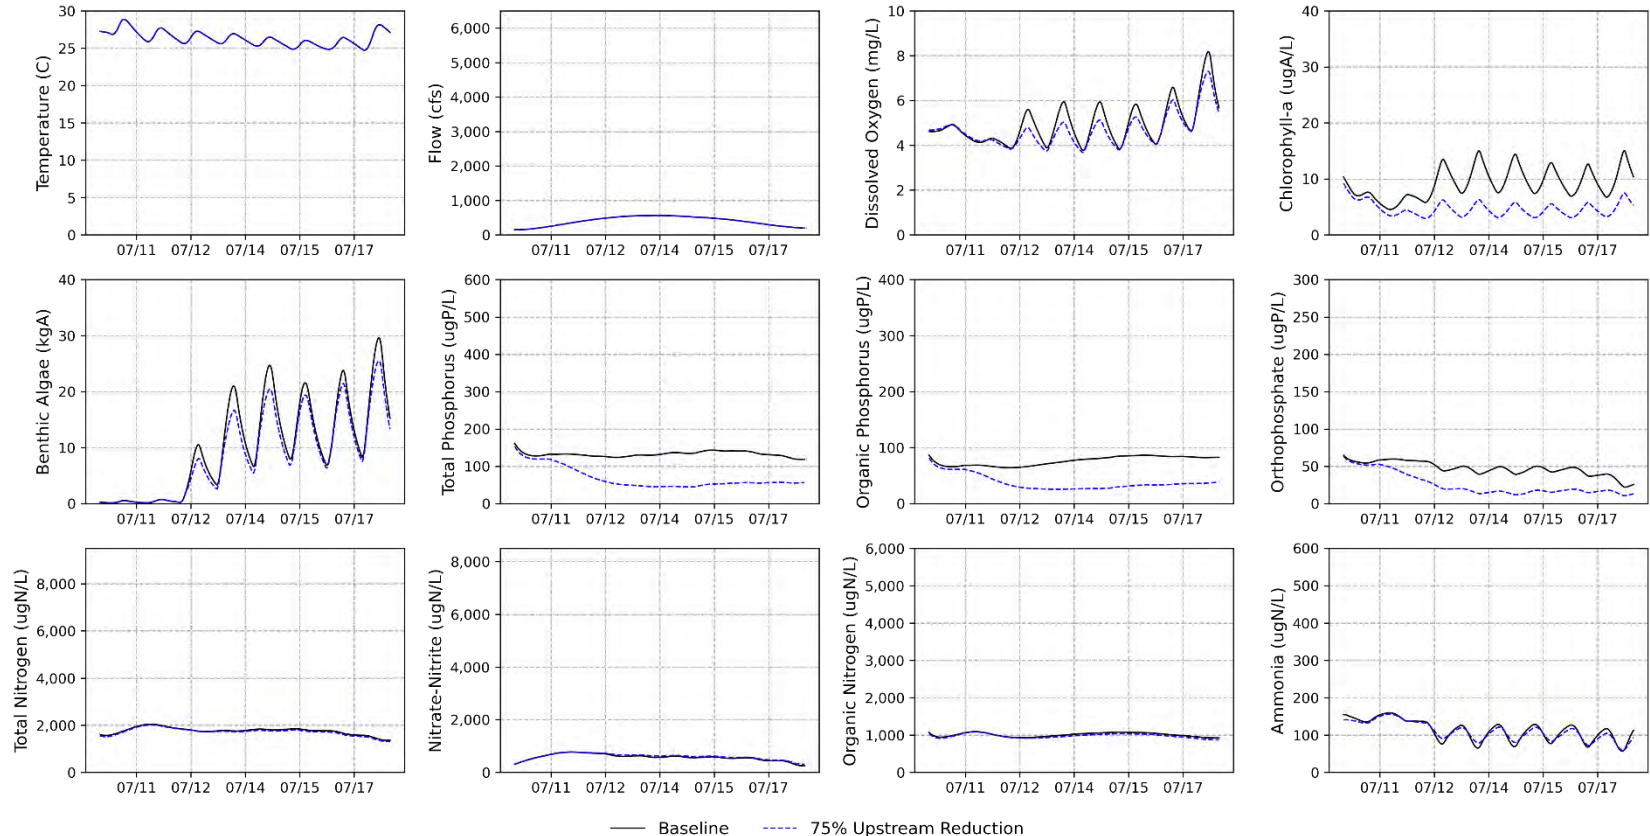 Temperature (C)
30
25
20
15
10
5
0
07/11 07/12 07/14 07/15 07/17
Flow (cfs)
6,000
5,000
4,000
3,000
2,000
1,000
0
07/11 07/12 07/14 07/15 07/17
Dissolved Oxygen (mg/L)
10
8
6
4
2
0
07/11 07/12 07/14 07/15 07/17
Chlorophyll-a (ugA/L)
40
30
20
10
0
07/11 07/12 07/14 07/15 07/17
Benthic Algae (kgA)
40
30
20
10
0
07/11 07/12 07/14 07/15 07/17
Total Phosphorus (ugP/L)
600
500
400
300
200
100
0
07/11 07/12 07/14 07/15 07/17
Organic Phosphorus (ugP/L)
400
300
200
100
0
07/11 07/12 07/14 07/15 07/17
Orthophosphate (ugP/L)
300
250
200
150
100
50
0
07/11 07/12 07/14 07/15 07/17
Total Nitrogen (ugN/L)
8,000
6,000
4,000
2,000
0
07/11 07/12 07/14 07/15 07/17
Nitrate-Nitrite (ugN/L)
8,000
6,000
4,000
2,000
0
07/11 07/12 07/14 07/15 07/17
Organic Nitrogen (ugN/L)
6,000
5,000
4,000
3,000
2,000
1,000
0
07/11 07/12 07/14 07/15 07/17
Ammonia (ugN/L)
600
500
400
300
200
100
0
07/11 07/12 07/14 07/15 07/17
Baseline 75% Upstream Reduction